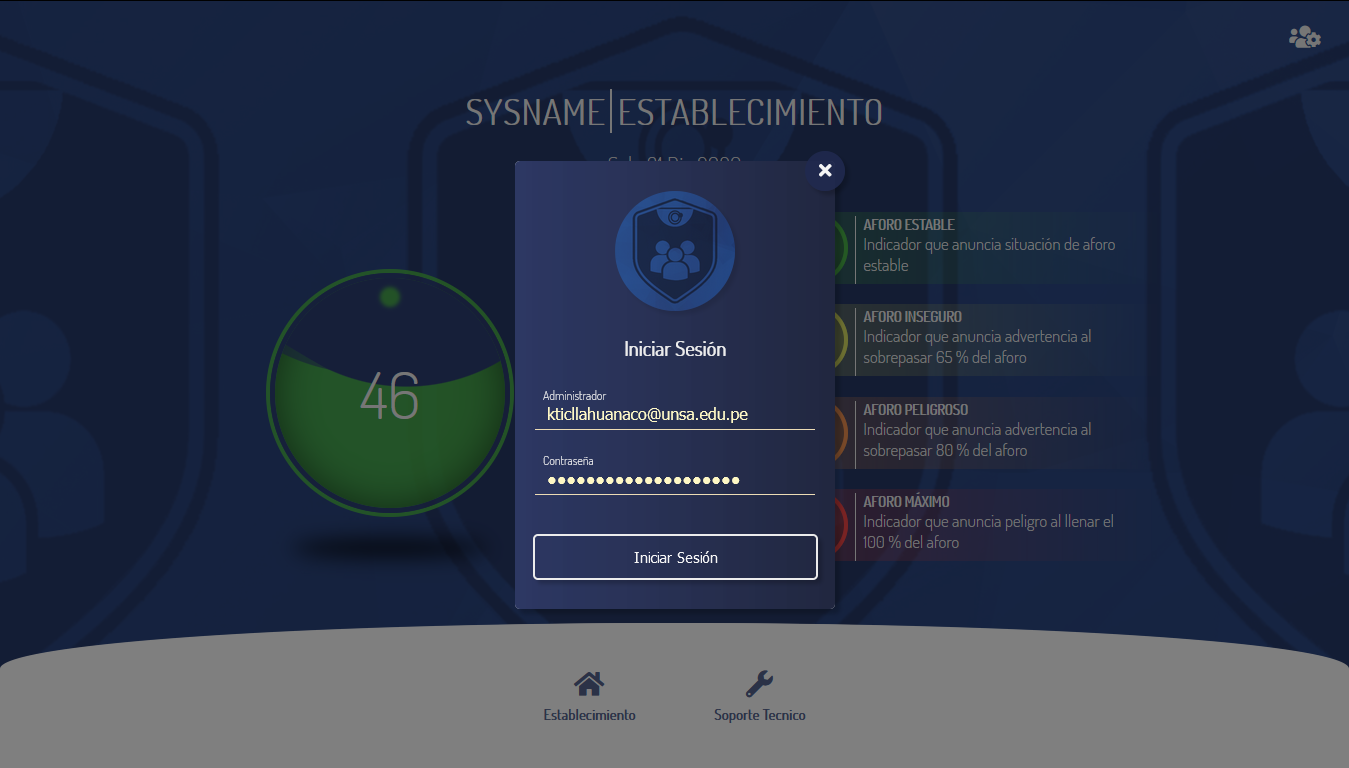 SYSNAME|ESTABLECIMIENTO
Iniciar Sesión
Administrador
kticllahuanaco@unsa.edu.pe
Contraseña
●●●●●●●●●●●●●●●●●●●●
Iniciar Sesión
46
AFORO ESTABLE
Indicador que anuncia situación de aforo
estable
AFORO INSEGURO
Indicador que anuncia advertencia al
sobrepasar 65 % del aforo
AFORO PELIGROSO
Indicador que anuncia advertencia al
sobrepasar 80 % del aforo
AFORO MÁXIMO
Indicador que anuncia peligro al llenar el
100 % del aforo
Establecimiento
Soporte Tecnico